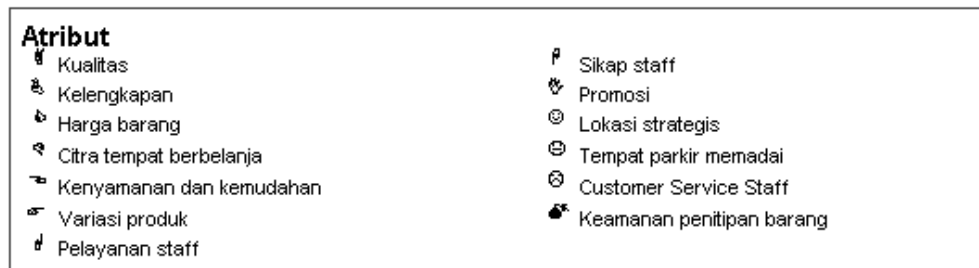 Atribut
Kualitas
Kelengkapan
Harga barang
Citra tempat berbelanja
Kenyamanan dan kemudahan
Variasi produk
Pelayanan staff
Sikap staff
Promosi
Lokasi strategis
Tempat parkir memadai
Customer Service Staff
Keamanan penitipan barang